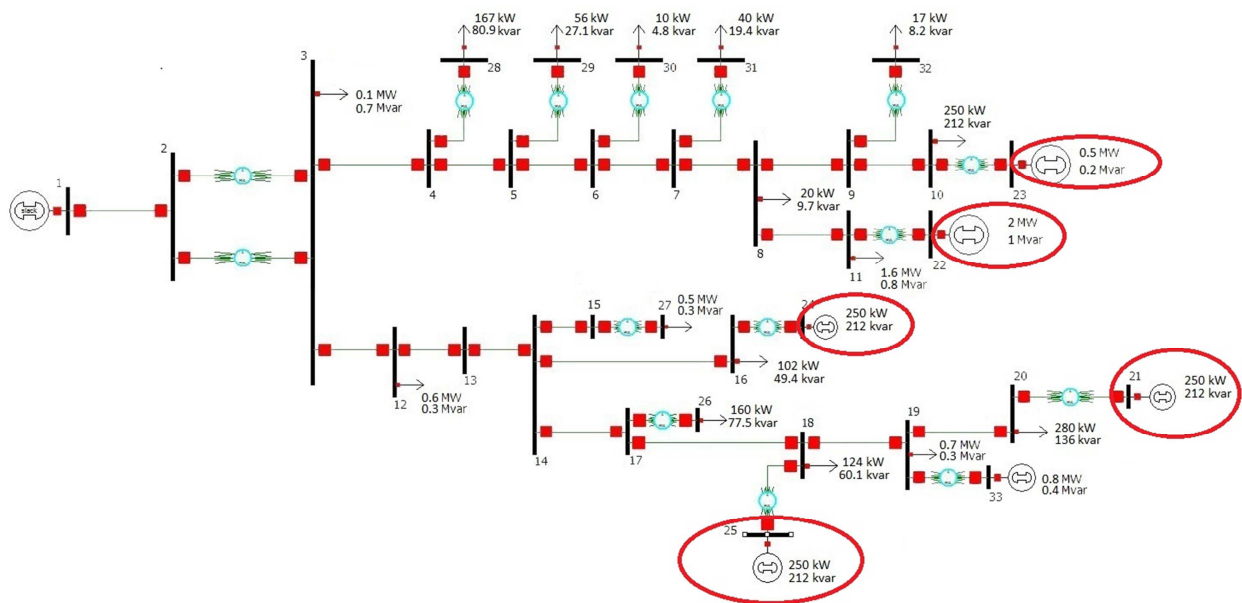 167 kW
80.9 kvar
56 kW
27.1 kvar
10 kW
4.8 kvar
40 kW
19.4 kvar
17 kW
8.2 kvar
3
28
29
30
31
32
0.1 MW
0.7 Mvar
250 kW
212 kvar
0.5 MW
0.2 Mvar
2
1
slack
4
5
6
7
9
10
23
20 kW
9.7 kvar
2 MW
1 Mvar
8
11
22
1.6 MW
0.8 Mvar
15
27
0.5 MW
0.3 Mvar
24
250 kW
212 kvar
16
102 kW
49.4 kvar
12
13
0.6 MW
0.3 Mvar
20
21
250 kW
212 kvar
26
160 kW
77.5 kvar
18
19
280 kW
136 kvar
14
17
0.7 MW
0.3 Mvar
124 kW
60.1 kvar
33
0.8 MW
0.4 Mvar
25
250 kW
212 kvar